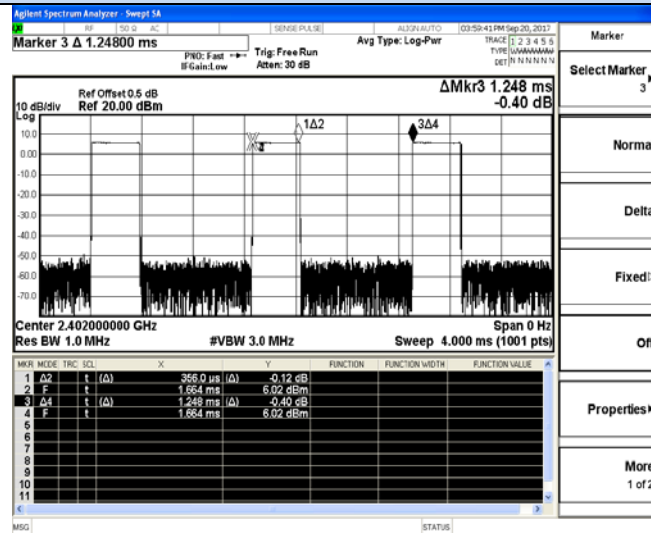 Agilent Spectrum Analyzer - Swept SA
RF 50 Ω AC SENSE:PULSE ALIGNAUTO 03:59:41 PM Sep 20, 2017
Marker 3 Δ 1.24800 ms
PNO: Fast
IFGain:Low
Trig: Free Run
Atten: 30 dB
Avg Type: Log-Pwr
TRACE 1 2 3 4 5 6
TYPE
DET N N N N N N
Marker
Select Marker
3
Normal
Delta
Fixed
Off
Properties
More
1 of 2
ΔMkr3 1.248 ms
-0.40 dB
Ref Offset 0.5 dB
10 dB/div Ref 20.00 dBm
Log
10.0
0.00
-10.0
-20.0
-30.0
-40.0
-50.0
-60.0
-70.0
1Δ2
3Δ4
Center 2.402000000 GHz Span 0 Hz
Res BW 1.0 MHz #VBW 3.0 MHz Sweep 4.000 ms (1001 pts)
MKR MODE TRC SCL X Y FUNCTION FUNCTION WIDTH FUNCTION VALUE
1 Δ2 t (Δ) 356.0 µs (Δ) -0.12 dB
2 F t 1.664 ms 6.02 dBm
3 Δ4 t (Δ) 1.248 ms (Δ) -0.40 dB
4 F t 1.664 ms 6.02 dBm
5
6
7
8
9
10
11
MSG STATUS